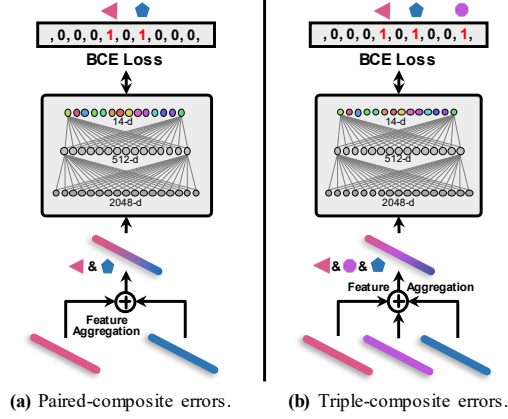 , 0, 0, 0, 1, 0, 1, 0, 0, 0,
BCE Loss
14-d
512-d
2048-d
&
Feature
Aggregation
(a) Paired-composite errors.
, 0, 0, 0, 1, 0, 1, 0, 0, 1,
BCE Loss
14-d
512-d
2048-d
& &
Feature Aggregation
(b) Triple-composite errors.